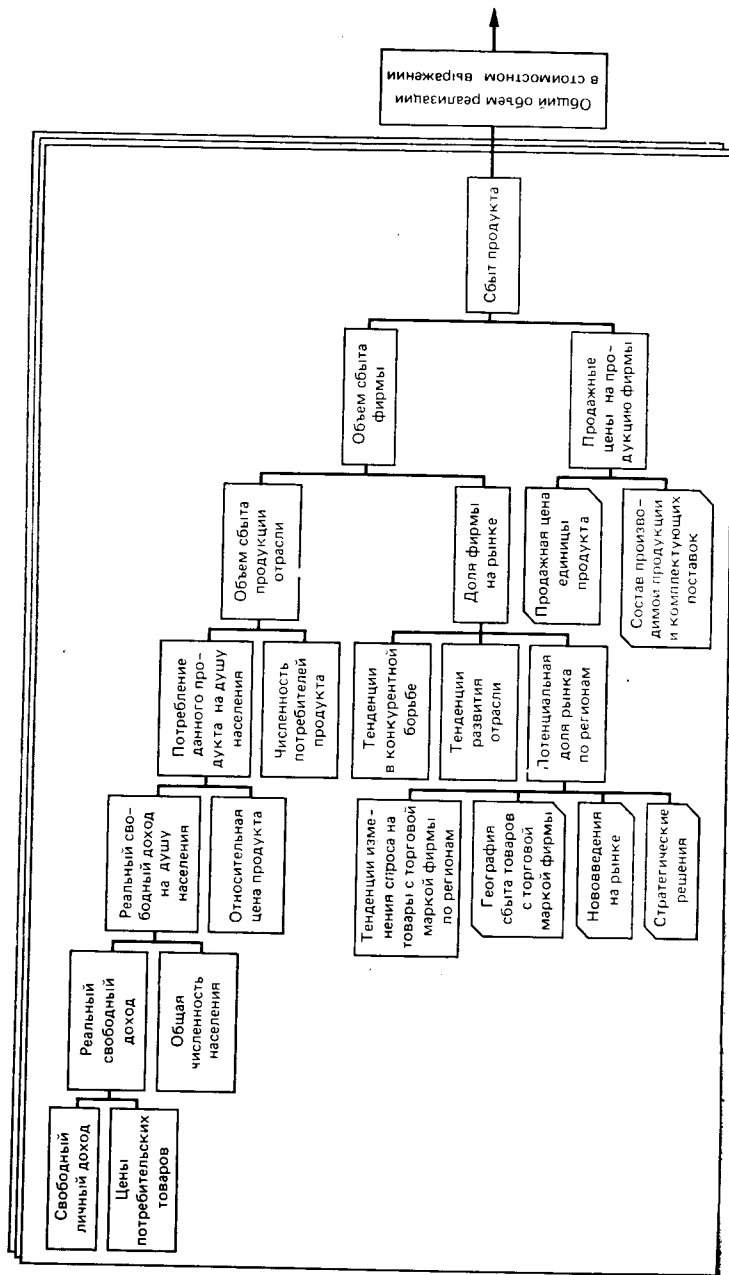 Свободный
личный доход
Цены
потребительских
товаров
Реальный
свободный
доход
Общая
численность
населения
Реальный сво-
бодный доход
на душу
населения
Относительная
цена продукта
Потребление
данного про-
дукта на душу
населения
Численность
потребителей
продукта
Объем сбыта
продукции
отрасли
Тенденции изме-
нения спроса на
товары с торговой
маркой фирмы
по регионам
География
сбыта товаров
с торговой
маркой фирмы
Нововведения
на рынке
Стратегические
решения
Тенденции
в конкурентной
борьбе
Тенденции
развития
отрасли
Потенциальная
доля рынка
по регионам
Доля фирмы
на рынке
Объем сбыта
фирмы
Продажная цена
единицы
продукта
Состав произво-
димой продукции
и комплектующих
поставок
Продажные
цены на про-
дукцию фирмы
Сбыт продукта
Общий объем реализации
в стоимостном выражении